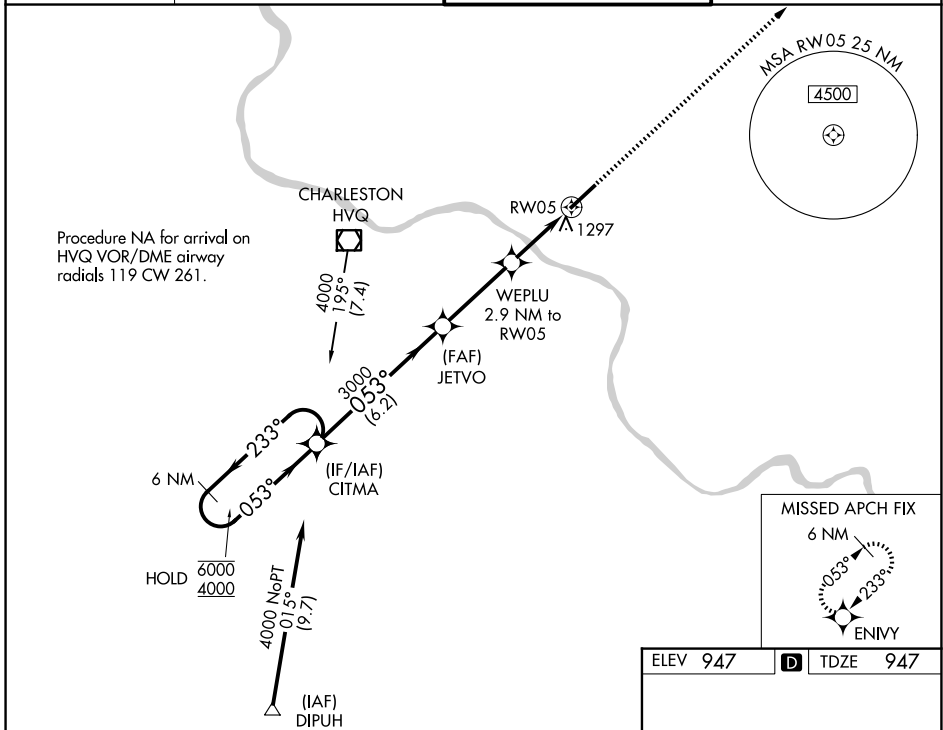 MSA RW05 25 NM
4500
CHARLESTON
HVQ
RW05
1297
Procedure NA for arrival on
HVQ VOR/DME airway
radials 119 CW 261.
4000
195°
(7.4)
WEPLU
2.9 NM to
RW05
(FAF)
JETVO
3000
053°
(6.2)
233°
6 NM
053°
(IF/IAF)
CITMA
HOLD
6000
4000
4000 NoPT
015°
(9.7)
(IAF)
DIPUH
MISSED APCH FIX
6 NM
053°
233°
ENIVY
ELEV 947 D TDZE 947